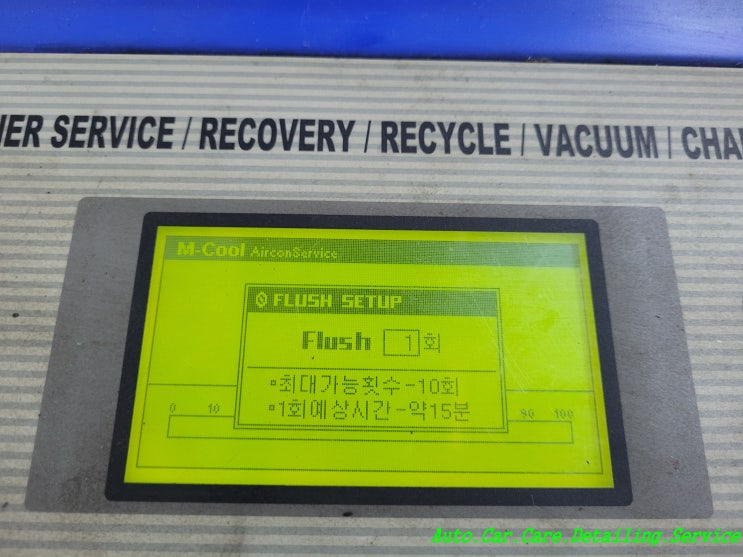 ER SERVICE / RECOVERY / RECYCLE / VACUUM / CHA
M-Cool AirconService
FLUSH SETUP
Flush 1 회
최대가능횟수-10회
1회예상시간-약15분
0 10 90 100
Auto.Car.Care.Detailing.Service